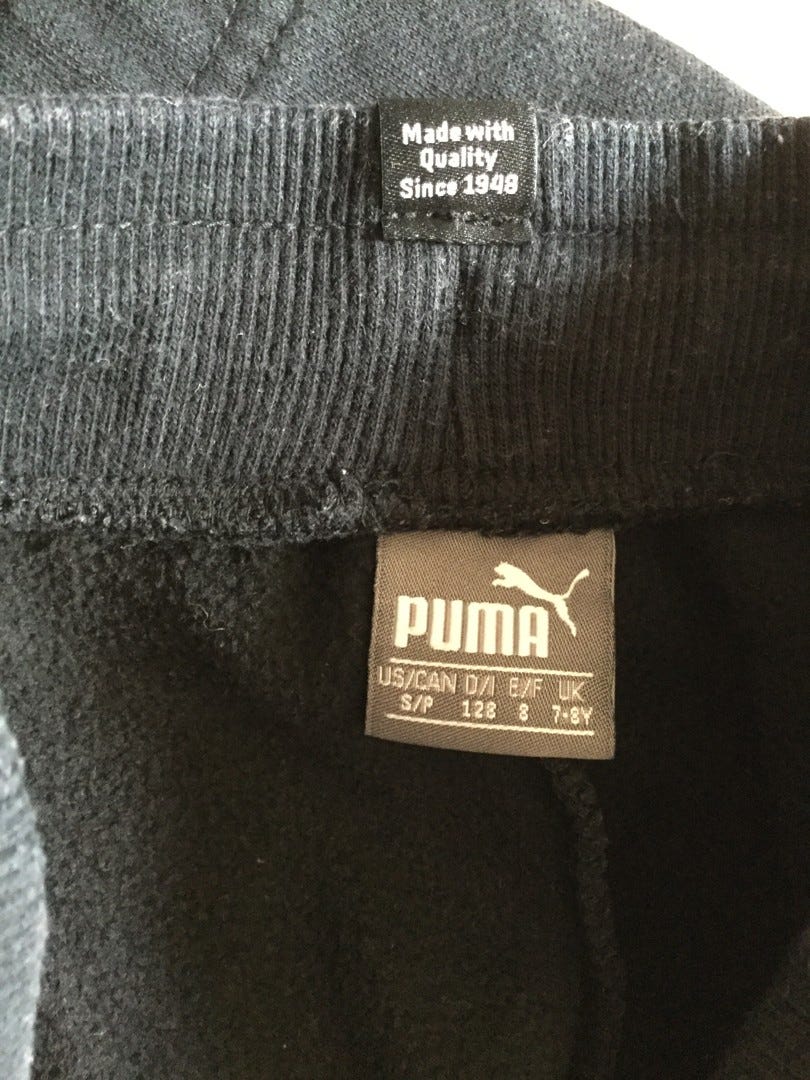 Made with
Quality
Since 1948
PUMA
US/CAN D/I E/F UK
S/P 128 8 7-8Y